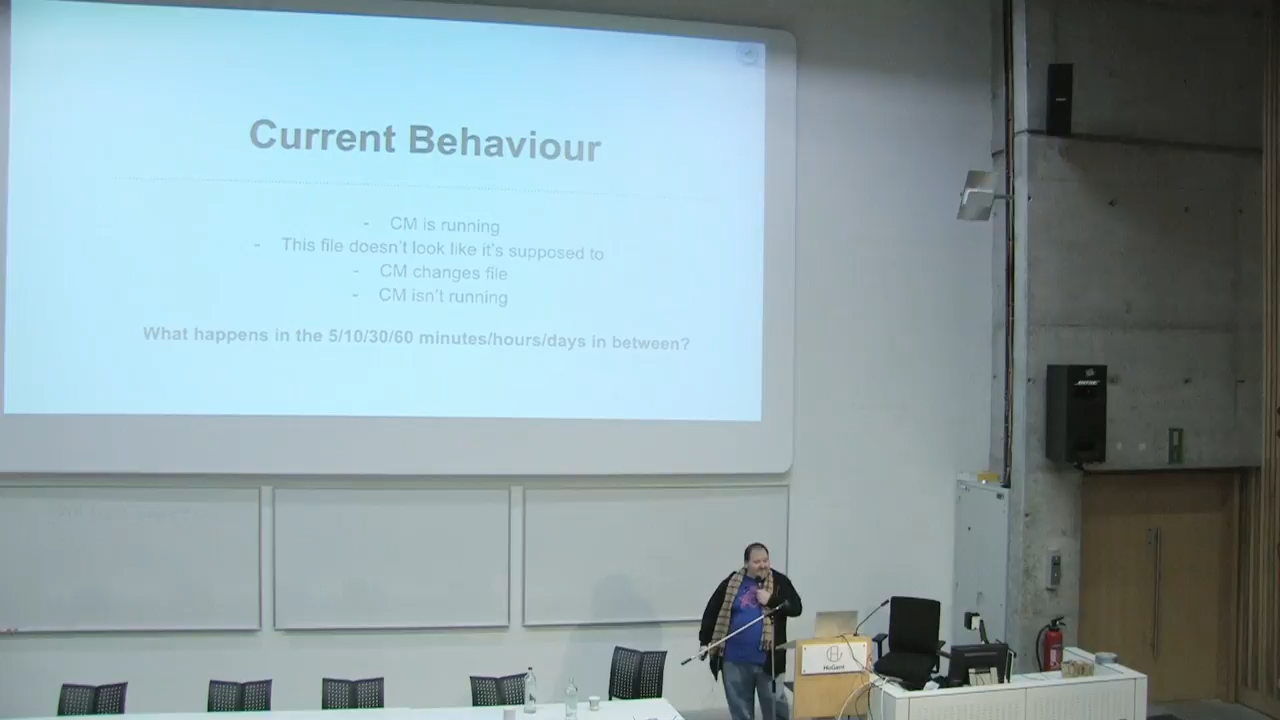 Current Behaviour
- CM is running
- This file doesn't look like it's supposed to
- CM changes file
- CM isn't running
What happens in the 5/10/30/60 minutes/hours/days in between?
BOSE
HoGent